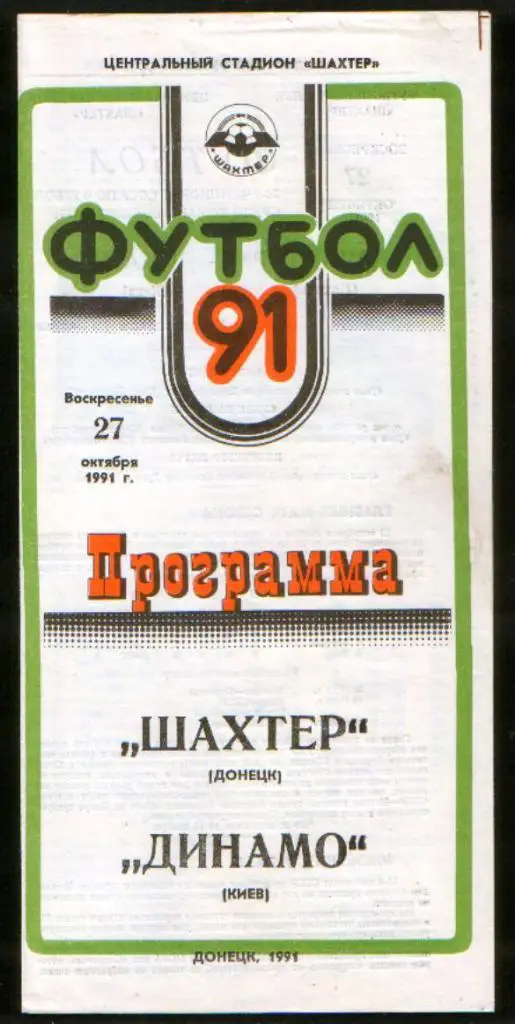 ЦЕНТРАЛЬНЫЙ СТАДИОН «ШАХТЕР»
ШАХТЕР
ФУТБОЛ
91
Воскресенье
27
октября
1991 г.
Программа
„ШАХТЕР“
(ДОНЕЦК)
„ДИНАМО“
(КИЕВ)
ДОНЕЦК, 1991